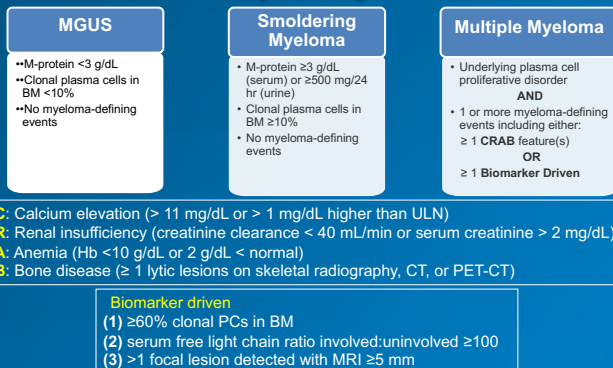 MGUS
••M-protein <3 g/dL
••Clonal plasma cells in
BM <10%
••No myeloma-defining
events
Smoldering
Myeloma
• M-protein ≥3 g/dL
(serum) or ≥500 mg/24
hr (urine)
• Clonal plasma cells in
BM ≥10%
• No myeloma-defining
events
Multiple Myeloma
• Underlying plasma cell
proliferative disorder
AND
• 1 or more myeloma-defining
events including either:
≥ 1 CRAB feature(s)
OR
≥ 1 Biomarker Driven
C: Calcium elevation (> 11 mg/dL or > 1 mg/dL higher than ULN)
R: Renal insufficiency (creatinine clearance < 40 mL/min or serum creatinine > 2 mg/dL)
A: Anemia (Hb <10 g/dL or 2 g/dL < normal)
B: Bone disease (≥ 1 lytic lesions on skeletal radiography, CT, or PET-CT)
Biomarker driven
(1) ≥60% clonal PCs in BM
(2) serum free light chain ratio involved:uninvolved ≥100
(3) >1 focal lesion detected with MRI ≥5 mm